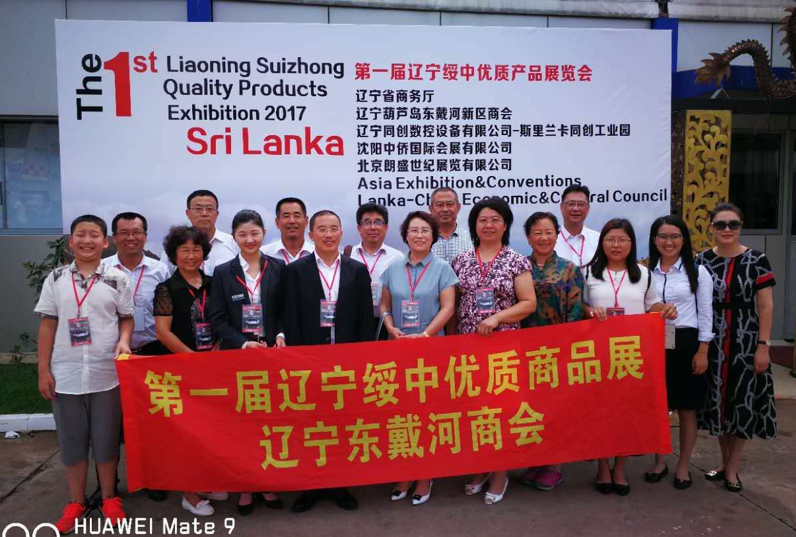 The 1st
Liaoning Suizhong
Quality Products
Exhibition 2017
Sri Lanka
第一届辽宁绥中优质产品展览会
辽宁省商务厅
辽宁葫芦岛东戴河新区商会
辽宁同创数控设备有限公司-斯里兰卡同创工业园
沈阳中侨国际会展有限公司
北京朗盛世纪展览有限公司
Asia Exhibition&Conventions
Lanka-Ch Economic&C ral Council
第一届辽宁绥中优质商品展
辽宁东戴河商会
HUAWEI Mate 9